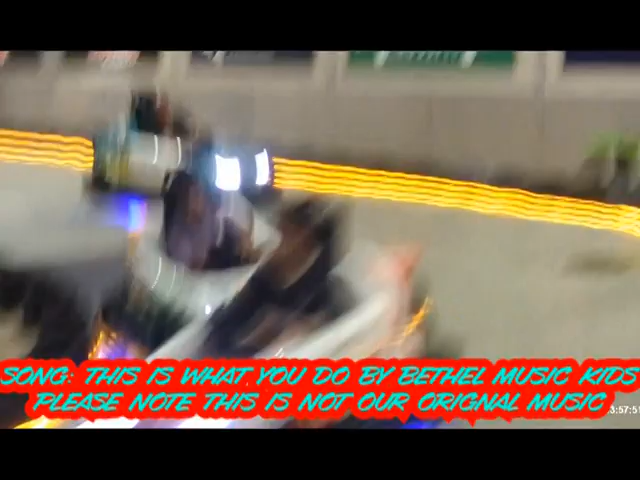 SONG: THIS IS WHAT YOU DO BY BETHEL MUSIC KIDS
PLEASE NOTE THIS IS NOT OUR ORIGNAL MUSIC
3:57:51